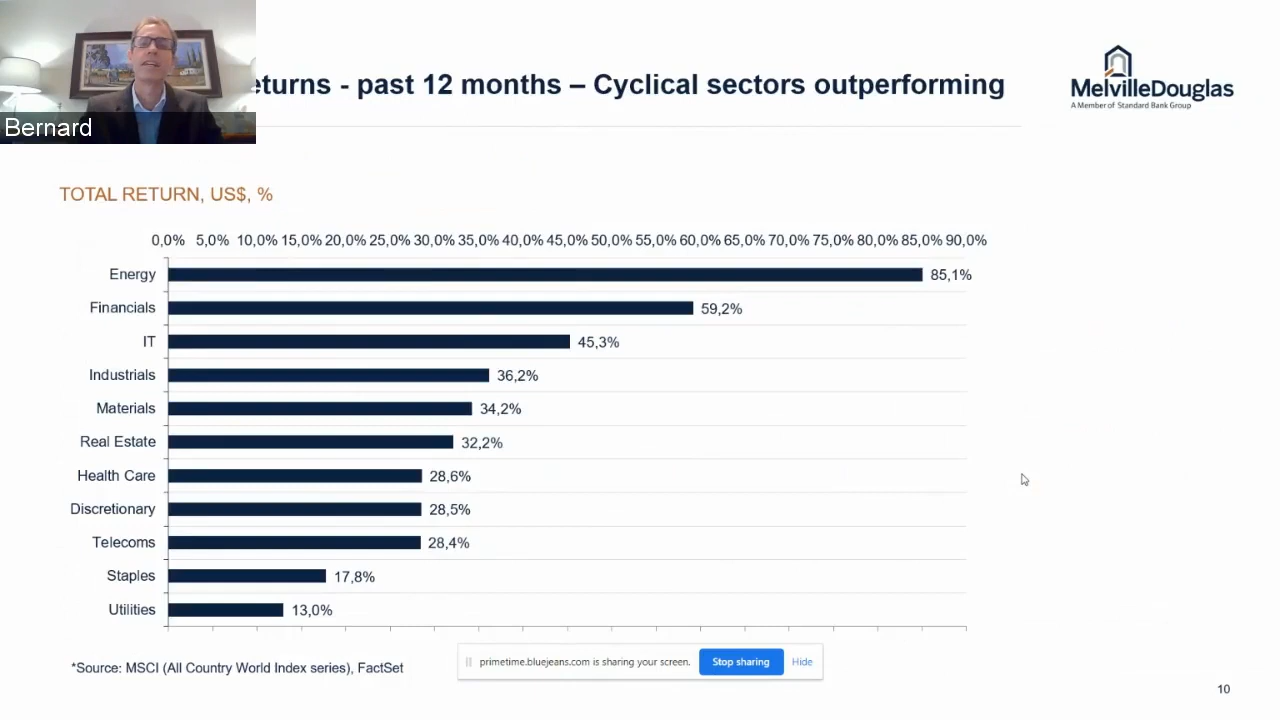 eturns - past 12 months – Cyclical sectors outperforming
MelvilleDouglas
A Member of Standard Bank Group
Bernard
TOTAL RETURN, US$, %
0,0% 5,0% 10,0% 15,0% 20,0% 25,0% 30,0% 35,0% 40,0% 45,0% 50,0% 55,0% 60,0% 65,0% 70,0% 75,0% 80,0% 85,0% 90,0%
Energy 85,1%
Financials 59,2%
IT 45,3%
Industrials 36,2%
Materials 34,2%
Real Estate 32,2%
Health Care 28,6%
Discretionary 28,5%
Telecoms 28,4%
Staples 17,8%
Utilities 13,0%
primetime.bluejeans.com is sharing your screen. Stop sharing Hide
*Source: MSCI (All Country World Index series), FactSet
10